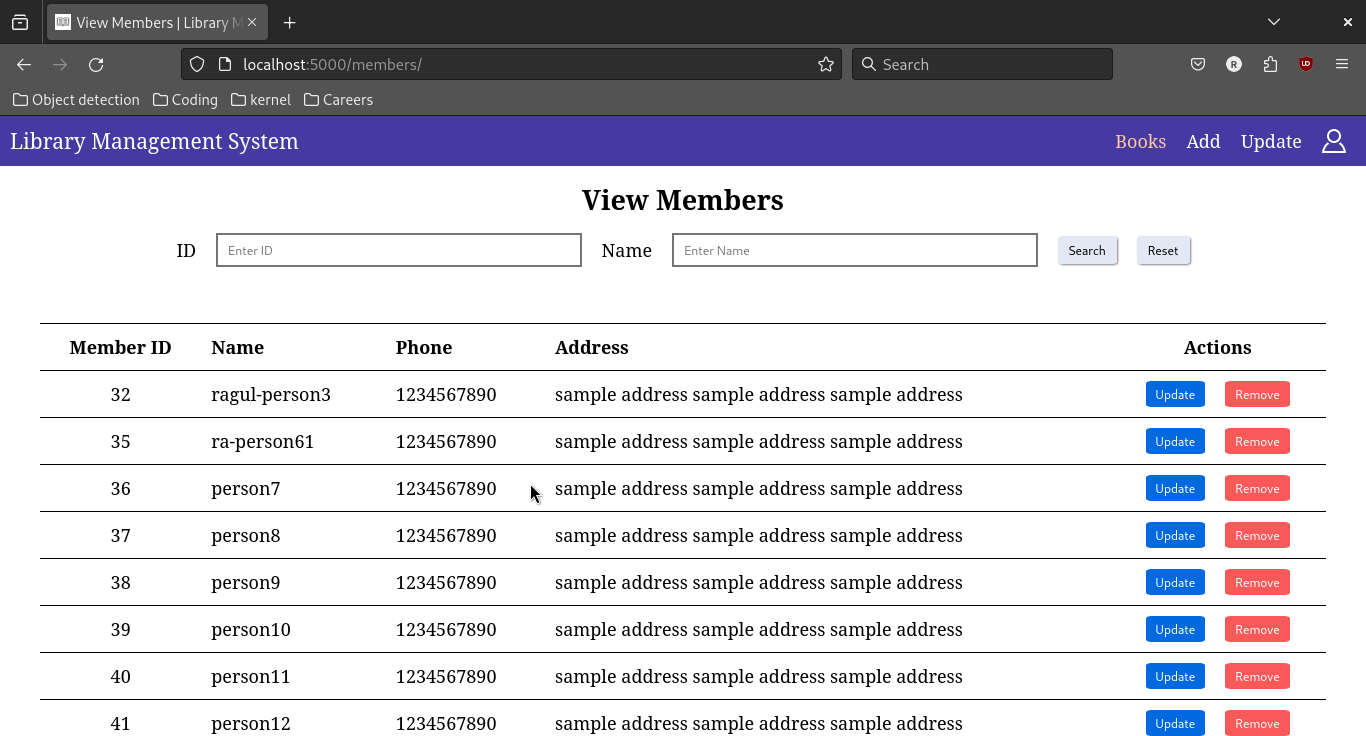 View Members | Library M
localhost:5000/members/
Search
R
UO
Object detection Coding kernel Careers
Library Management System Books Add Update
View Members
ID Enter ID Name Enter Name Search Reset
Member ID Name Phone Address Actions
32 ragul-person3 1234567890 sample address sample address sample address Update Remove
35 ra-person61 1234567890 sample address sample address sample address Update Remove
36 person7 1234567890 sample address sample address sample address Update Remove
37 person8 1234567890 sample address sample address sample address Update Remove
38 person9 1234567890 sample address sample address sample address Update Remove
39 person10 1234567890 sample address sample address sample address Update Remove
40 person11 1234567890 sample address sample address sample address Update Remove
41 person12 1234567890 sample address sample address sample address Update Remove